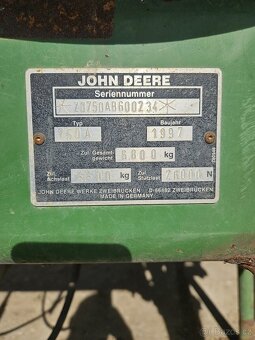 JOHN DEERE
Seriennummer
Z0750AB600234
Typ Baujahr
750A 1997
Zul. Gesamt-
gewicht 6800 kg
Zul. Achslast kg Zul. Stützlast 26000 N
JOHN DEERE WERKE ZWEIBRÜCKEN D-66482 ZWEIBRÜCKEN
MADE IN GERMANY